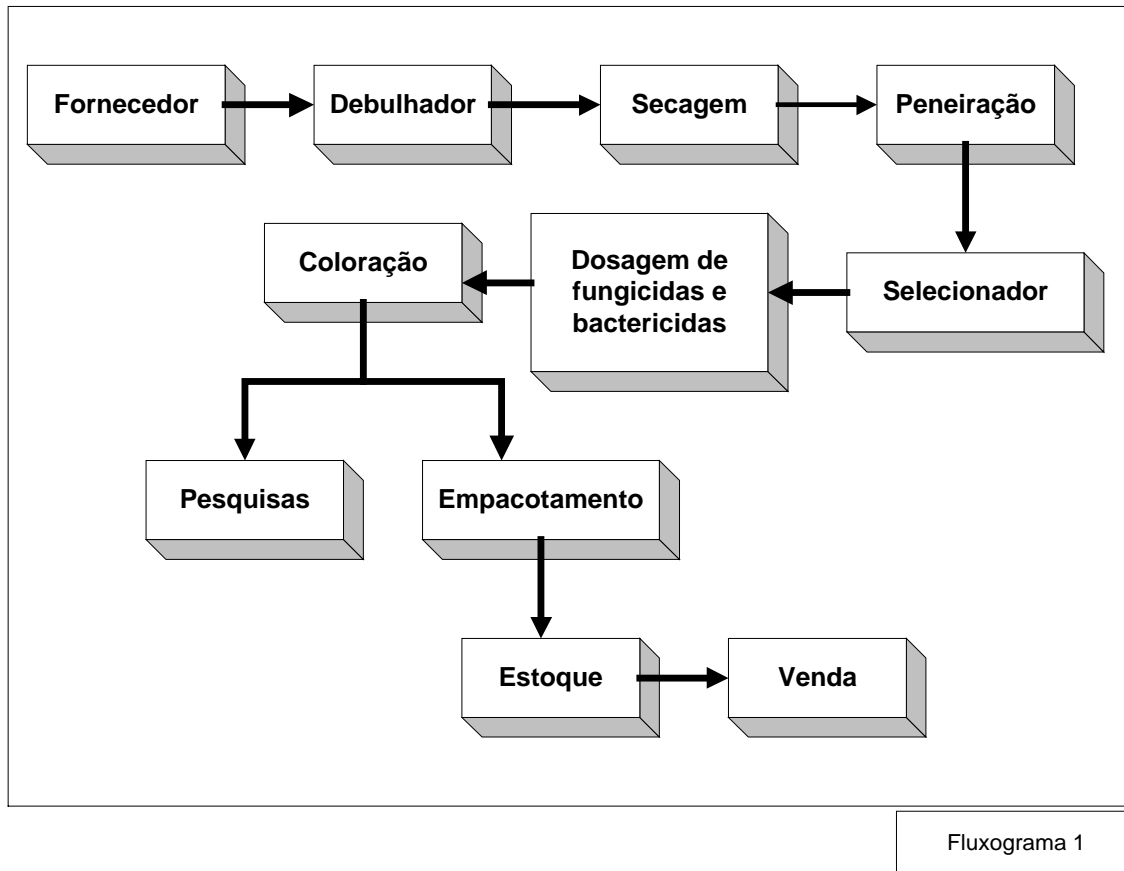 Fornecedor
Debulhador
Secagem
Peneiração
Selecionador
Dosagem de
fungicidas e
bactericidas
Coloração
Pesquisas
Empacotamento
Estoque
Venda
Fluxograma 1